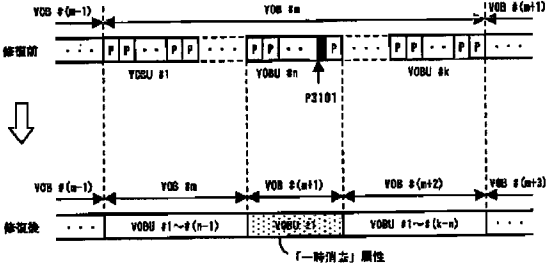 VOB #(m-1) VOB #m VOB #(m+1)
修復前 ··· P P ·· P P P P ·· P ··· P P ·· P P ···
VOBU #1 VOBU #n VOBU #k
P3101
VOB #(m-1) VOB #m VOB #(m+1) VOB #(m+2) VOB #(m+3)
修復後 ··· VOBU #1～#(n-1) VOBU #1 VOBU #1～#(k-n) ···
「一時消去」属性